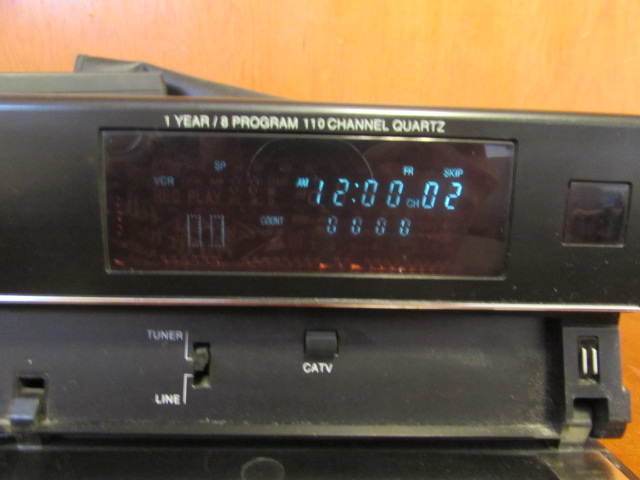 1 YEAR / 8 PROGRAM 110 CHANNEL QUARTZ
SP FR SKIP
VCR AM 12:00 CH 02
COUNT 0000
TUNER
LINE
CATV